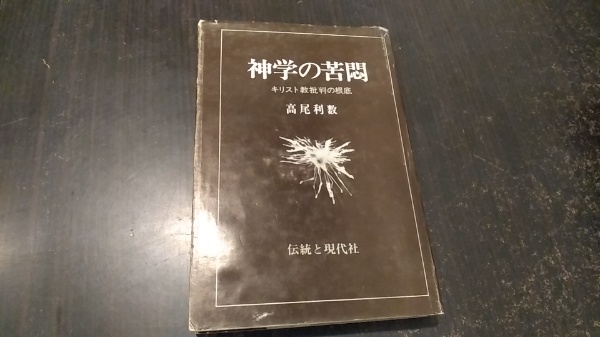 神学の苦悶
キリスト教批判の根底
高尾利数
伝統と現代社